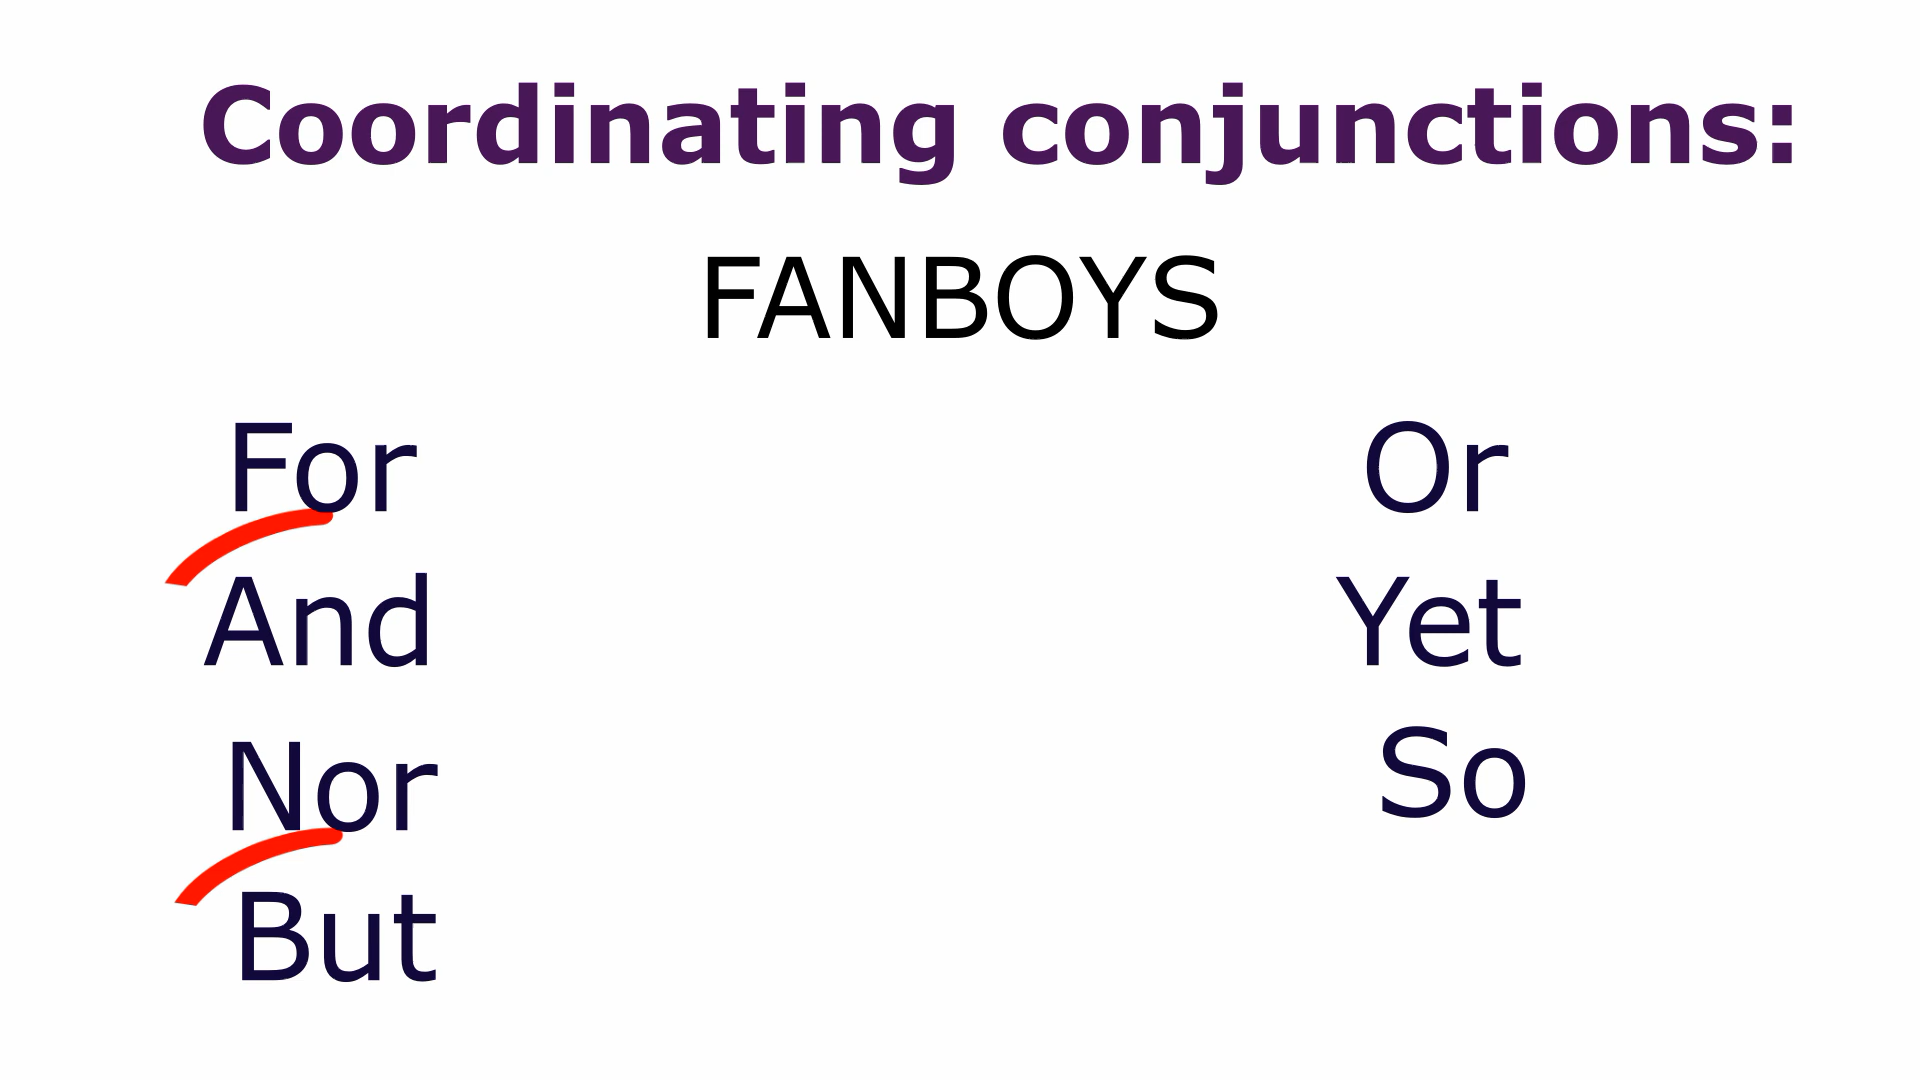 Coordinating conjunctions:
FANBOYS
For
And
Nor
But
Or
Yet
So